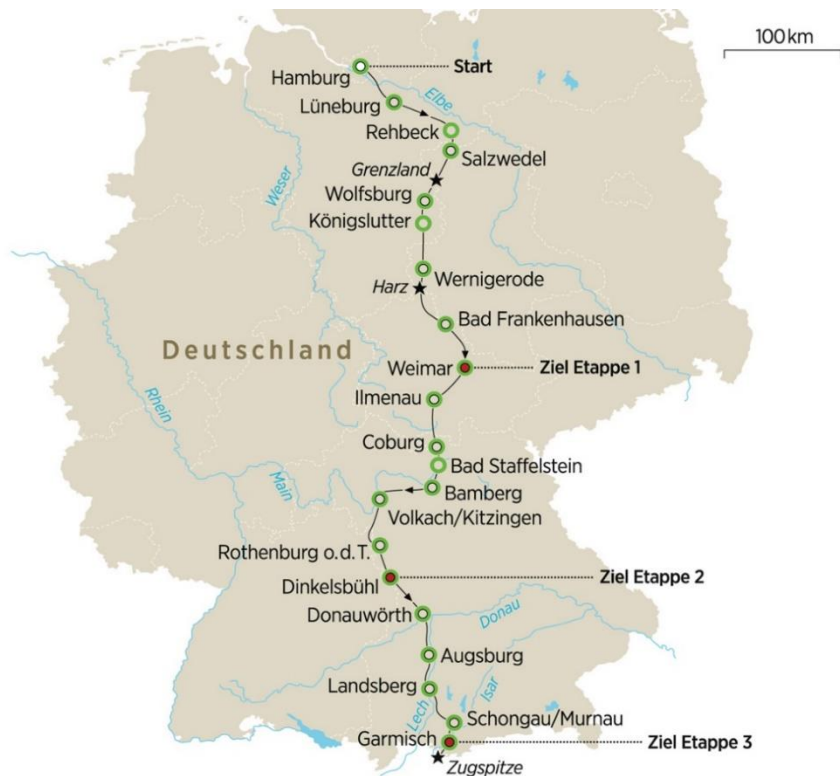 100 km
Hamburg
Start
Lüneburg
Elbe
Rehbeck
Salzwedel
Grenzland
Weser
Wolfsburg
Königslutter
Wernigerode
Harz
Bad Frankenhausen
Deutschland
Weimar
Ziel Etappe 1
Ilmenau
Rhein
Coburg
Bad Staffelstein
Main
Bamberg
Volkach/Kitzingen
Rothenburg o.d.T.
Dinkelsbühl
Ziel Etappe 2
Donauwörth
Donau
Augsburg
Landsberg
Isar
Lech
Schongau/Murnau
Garmisch
Ziel Etappe 3
Zugspitze